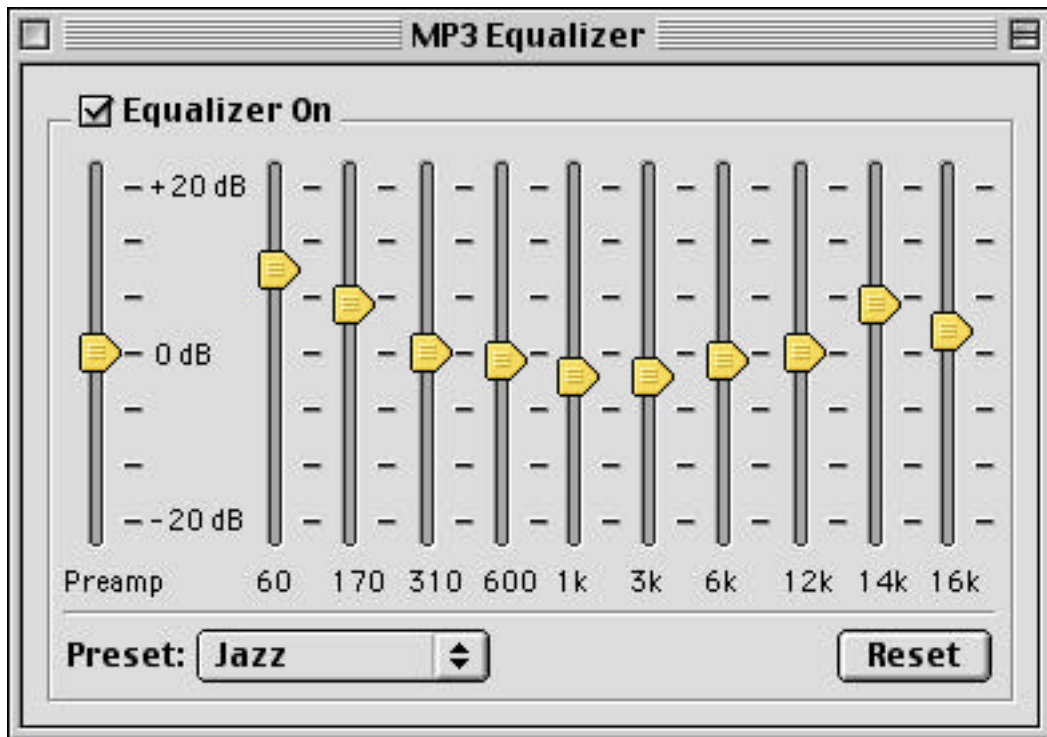 MP3 Equalizer
Equalizer On
+20 dB
0 dB
-20 dB
Preamp 60 170 310 600 1k 3k 6k 12k 14k 16k
Preset: Jazz Reset